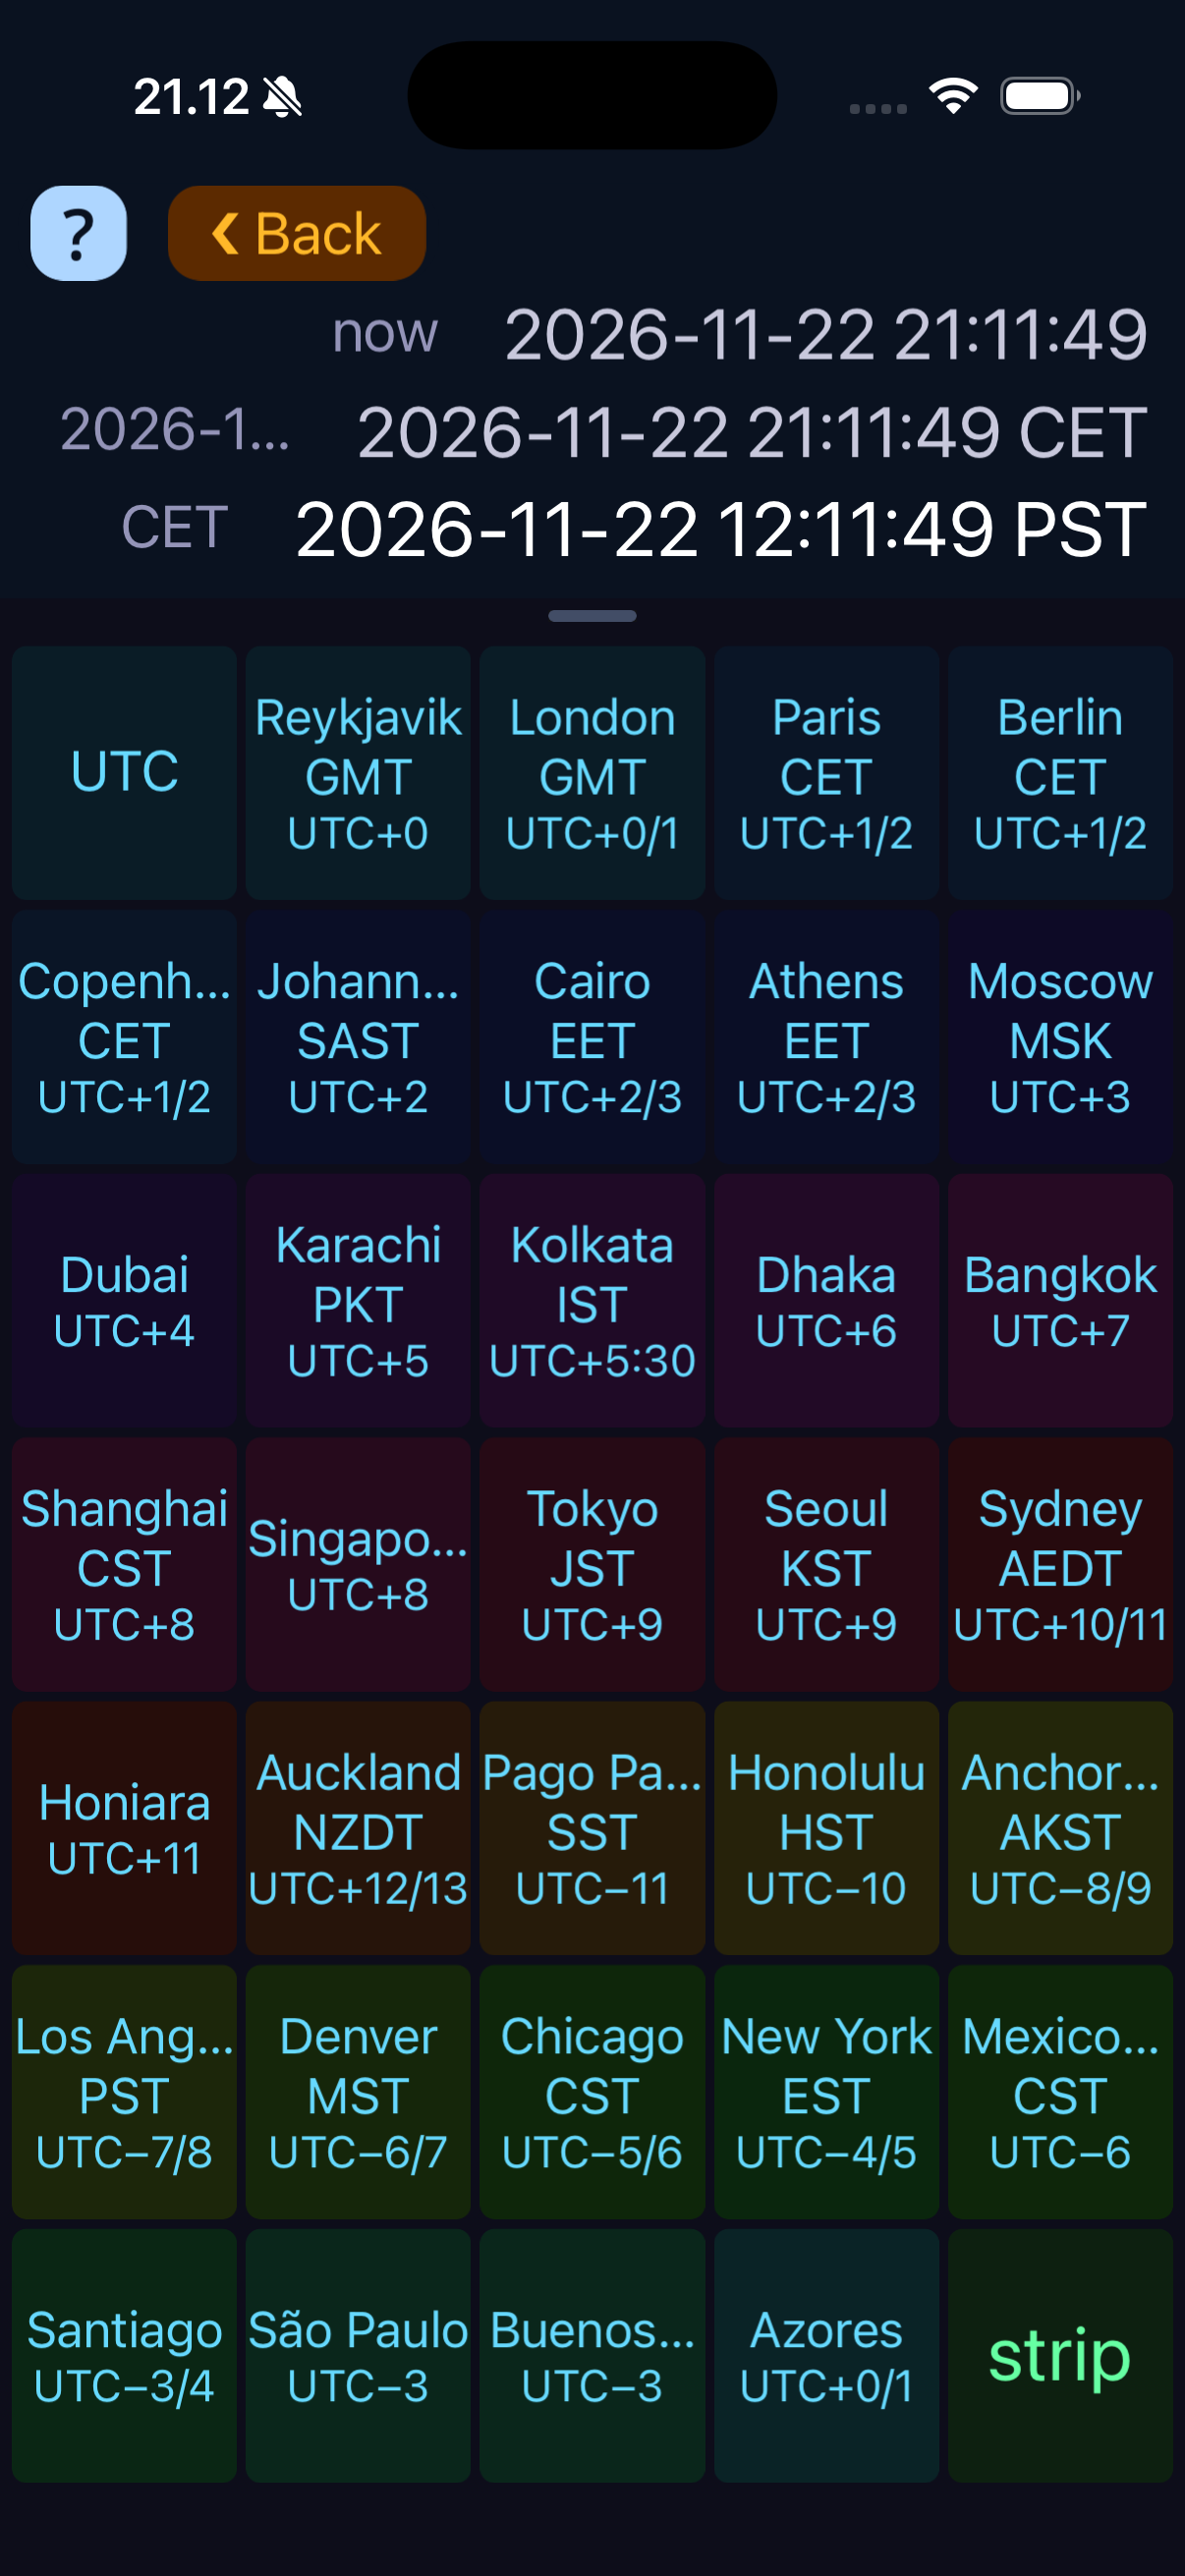 21.12
?
Back
now 2026-11-22 21:11:49
2026-1... 2026-11-22 21:11:49 CET
CET 2026-11-22 12:11:49 PST
UTC
Reykjavik
GMT
UTC+0
London
GMT
UTC+0/1
Paris
CET
UTC+1/2
Berlin
CET
UTC+1/2
Copenh...
CET
UTC+1/2
Johann...
SAST
UTC+2
Cairo
EET
UTC+2/3
Athens
EET
UTC+2/3
Moscow
MSK
UTC+3
Dubai
UTC+4
Karachi
PKT
UTC+5
Kolkata
IST
UTC+5:30
Dhaka
UTC+6
Bangkok
UTC+7
Shanghai
CST
UTC+8
Singapo...
UTC+8
Tokyo
JST
UTC+9
Seoul
KST
UTC+9
Sydney
AEDT
UTC+10/11
Honiara
UTC+11
Auckland
NZDT
UTC+12/13
Pago Pa...
SST
UTC−11
Honolulu
HST
UTC−10
Anchor...
AKST
UTC−8/9
Los Ang...
PST
UTC−7/8
Denver
MST
UTC−6/7
Chicago
CST
UTC−5/6
New York
EST
UTC−4/5
Mexico...
CST
UTC−6
Santiago
UTC−3/4
São Paulo
UTC−3
Buenos...
UTC−3
Azores
UTC+0/1
strip